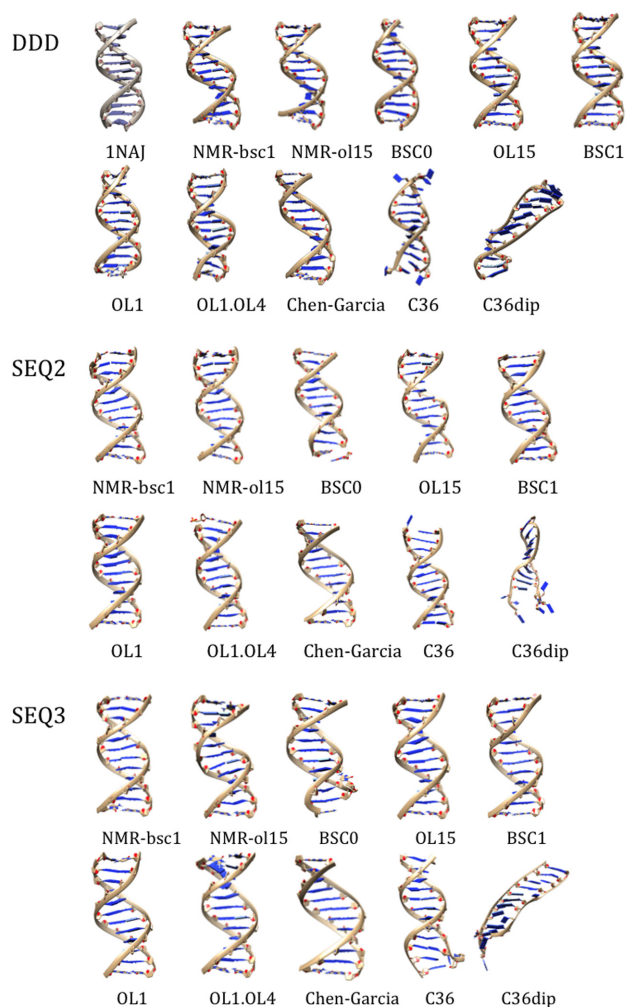 DDD
1NAJ NMR-bsc1 NMR-ol15 BSC0 OL15 BSC1
OL1 OL1.OL4 Chen-Garcia C36 C36dip
SEQ2
NMR-bsc1 NMR-ol15 BSC0 OL15 BSC1
OL1 OL1.OL4 Chen-Garcia C36 C36dip
SEQ3
NMR-bsc1 NMR-ol15 BSC0 OL15 BSC1
OL1 OL1.OL4 Chen-Garcia C36 C36dip